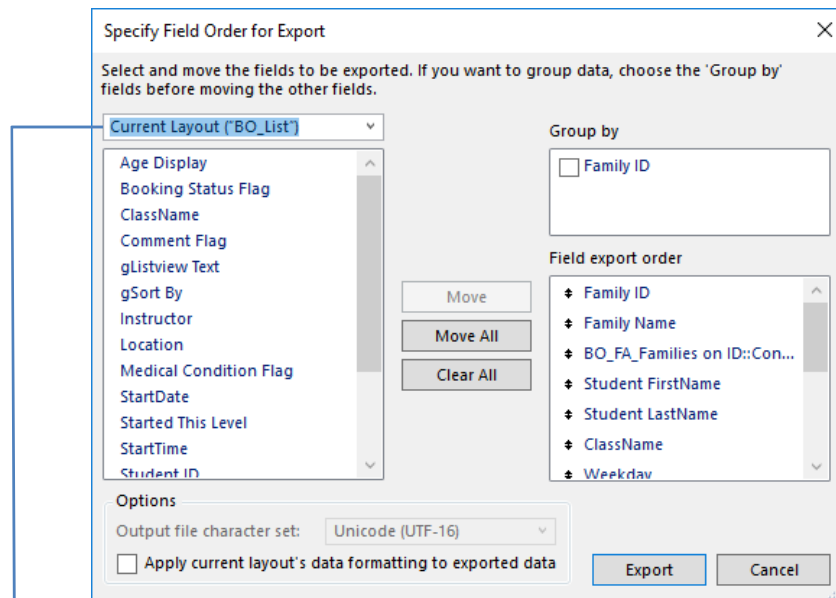 Specify Field Order for Export
Select and move the fields to be exported. If you want to group data, choose the 'Group by'
fields before moving the other fields.
Current Layout ("BO_List")
Age Display
Booking Status Flag
ClassName
Comment Flag
gListview Text
gSort By
Instructor
Location
Medical Condition Flag
StartDate
Started This Level
StartTime
Student ID
Move
Move All
Clear All
Group by
Family ID
Field export order
Family ID
Family Name
BO_FA_Families on ID::Con...
Student FirstName
Student LastName
ClassName
Weekday
Options
Output file character set: Unicode (UTF-16)
Apply current layout's data formatting to exported data
Export Cancel